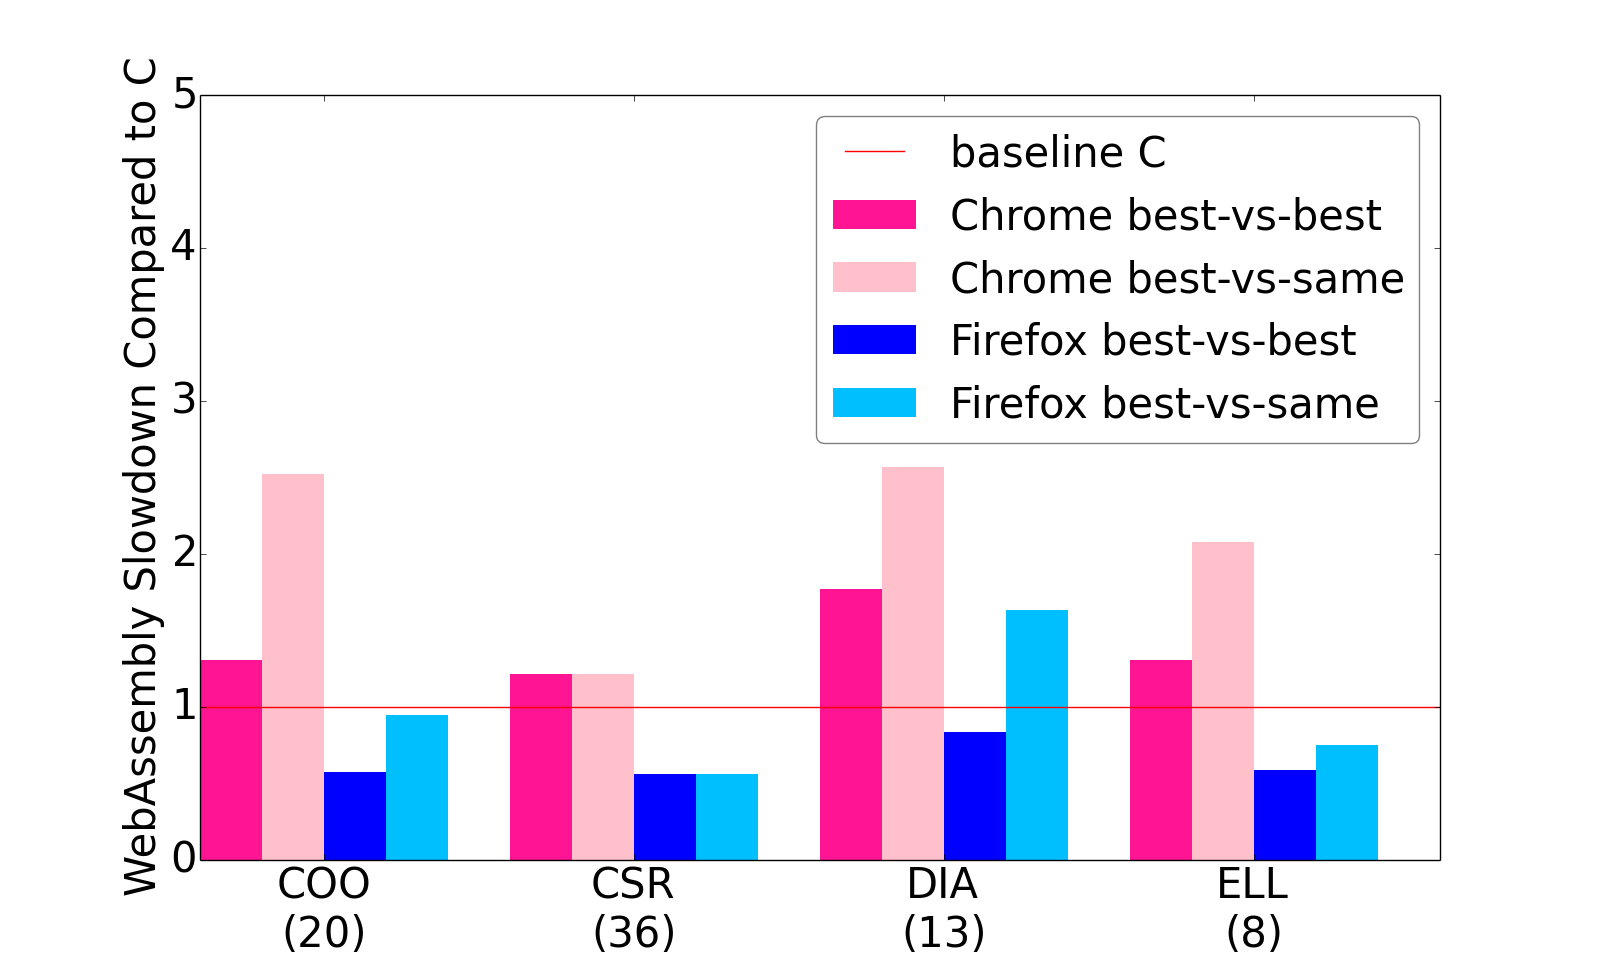 WebAssembly Slowdown Compared to C
5
4
3
2
1
0
baseline C
Chrome best-vs-best
Chrome best-vs-same
Firefox best-vs-best
Firefox best-vs-same
COO CSR DIA ELL
(20) (36) (13) (8)